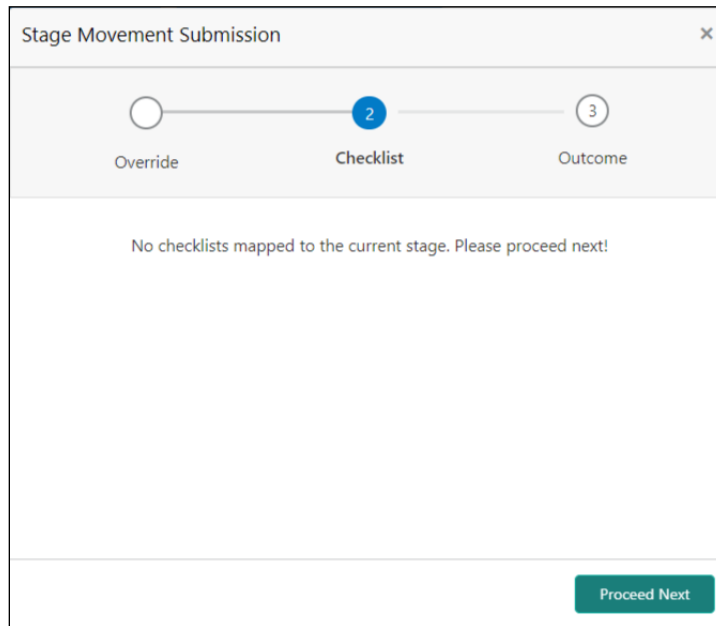 Stage Movement Submission
×
2
3
Override
Checklist
Outcome
No checklists mapped to the current stage. Please proceed next!
Proceed Next